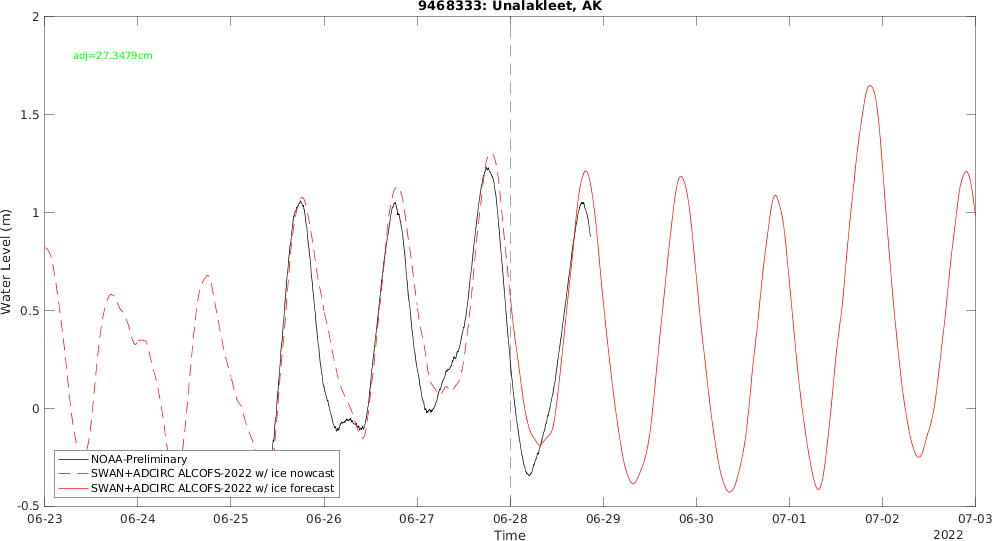 9468333: Unalakleet, AK
adj=27.3479cm
Water Level (m)
2
1.5
1
0.5
0
-0.5
NOAA-Preliminary
SWAN+ADCIRC ALCOFS-2022 w/ ice nowcast
SWAN+ADCIRC ALCOFS-2022 w/ ice forecast
06-23 06-24 06-25 06-26 06-27 06-28 06-29 06-30 07-01 07-02 07-03
Time
2022